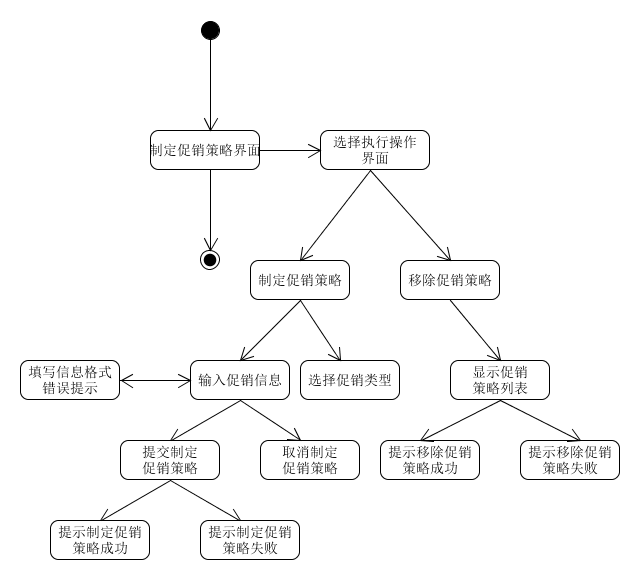 制定促销策略界面
选择执行操作
界面
制定促销策略
移除促销策略
填写信息格式
错误提示
输入促销信息
选择促销类型
显示促销
策略列表
提交制定
促销策略
取消制定
促销策略
提示移除促销
策略成功
提示移除促销
策略失败
提示制定促销
策略成功
提示制定促销
策略失败